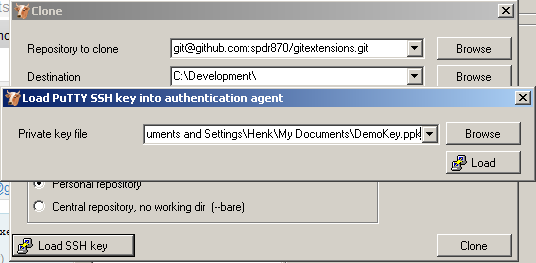 Clone
Repository to clone git@github.com:spdr870/gitextensions.git Browse
Destination C:\Development\ Browse
Load PuTTY SSH key into authentication agent
Private key file uments and Settings\Henk\My Documents\DemoKey.ppk Browse
Load
Personal repository
Central repository, no working dir (--bare)
Load SSH key Clone